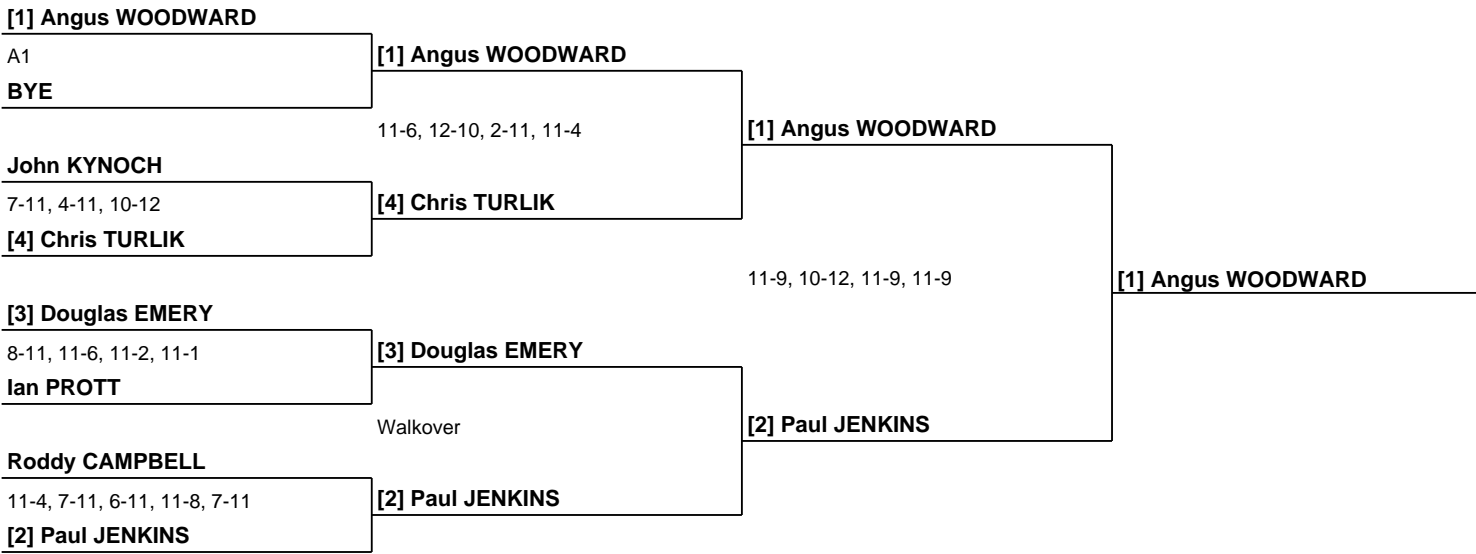 [1] Angus WOODWARD
A1
[1] Angus WOODWARD
BYE
11-6, 12-10, 2-11, 11-4
[1] Angus WOODWARD
John KYNOCH
7-11, 4-11, 10-12
[4] Chris TURLIK
[4] Chris TURLIK
11-9, 10-12, 11-9, 11-9
[1] Angus WOODWARD
[3] Douglas EMERY
8-11, 11-6, 11-2, 11-1
[3] Douglas EMERY
Ian PROTT
Walkover
[2] Paul JENKINS
Roddy CAMPBELL
11-4, 7-11, 6-11, 11-8, 7-11
[2] Paul JENKINS
[2] Paul JENKINS